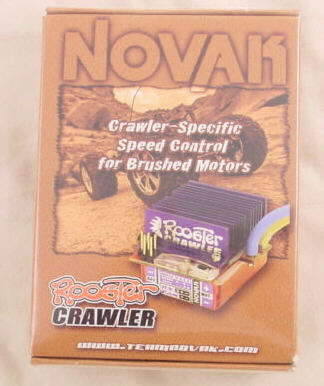 NOVAK
Crawler-Specific
Speed Control
for Brushed Motors
Rooster
CRAWLER
Rooster
CRAWLER
www.teamnovak.com